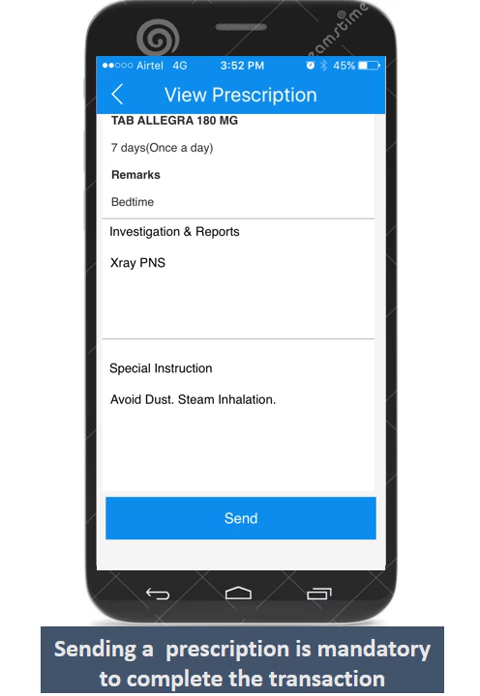 Airtel 4G 3:52 PM 45%
View Prescription
TAB ALLEGRA 180 MG
7 days(Once a day)
Remarks
Bedtime
Investigation & Reports
Xray PNS
Special Instruction
Avoid Dust. Steam Inhalation.
Send
Sending a prescription is mandatory
to complete the transaction